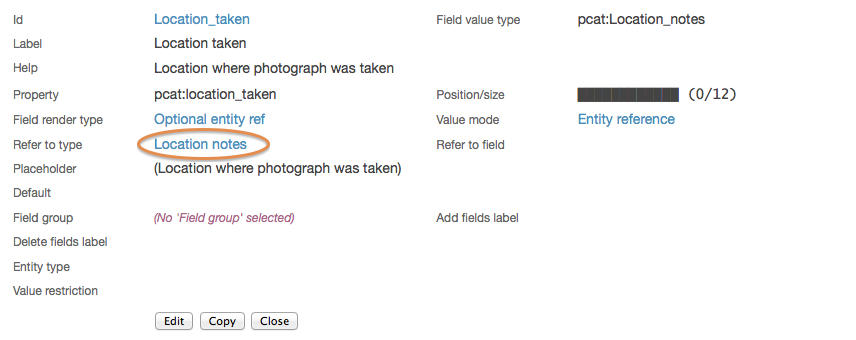 Id Location_taken Field value type pcat:Location_notes
Label Location taken
Help Location where photograph was taken
Property pcat:location_taken Position/size ████████████ (0/12)
Field render type Optional entity ref Value mode Entity reference
Refer to type Location notes Refer to field
Placeholder (Location where photograph was taken)
Default
Field group (No 'Field group' selected) Add fields label
Delete fields label
Entity type
Value restriction
Edit Copy Close